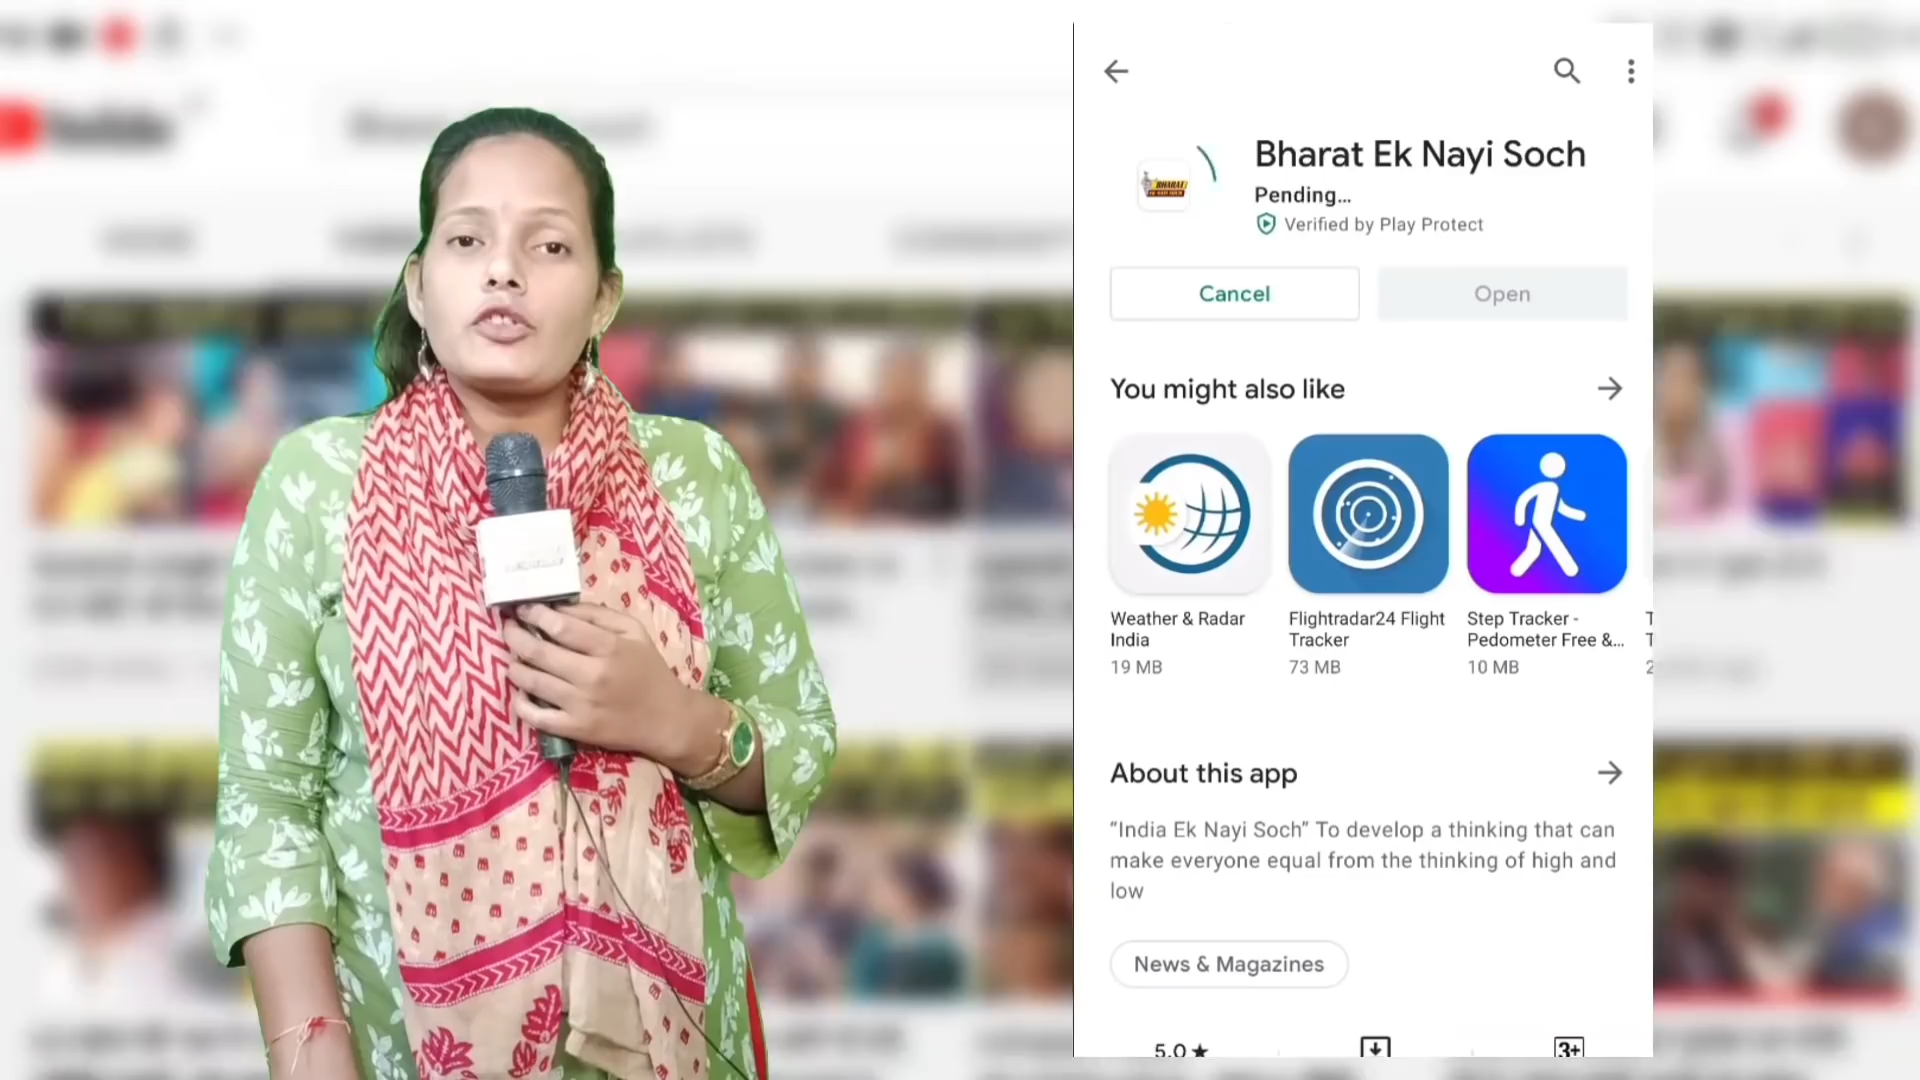 Bharat Ek Nayi Soch
Pending...
Verified by Play Protect
Cancel
Open
You might also like
Weather & Radar
India
19 MB
Flightradar24 Flight
Tracker
73 MB
Step Tracker -
Pedometer Free &...
10 MB
About this app
“India Ek Nayi Soch” To develop a thinking that can
make everyone equal from the thinking of high and
low
News & Magazines
5.0 ★
3+